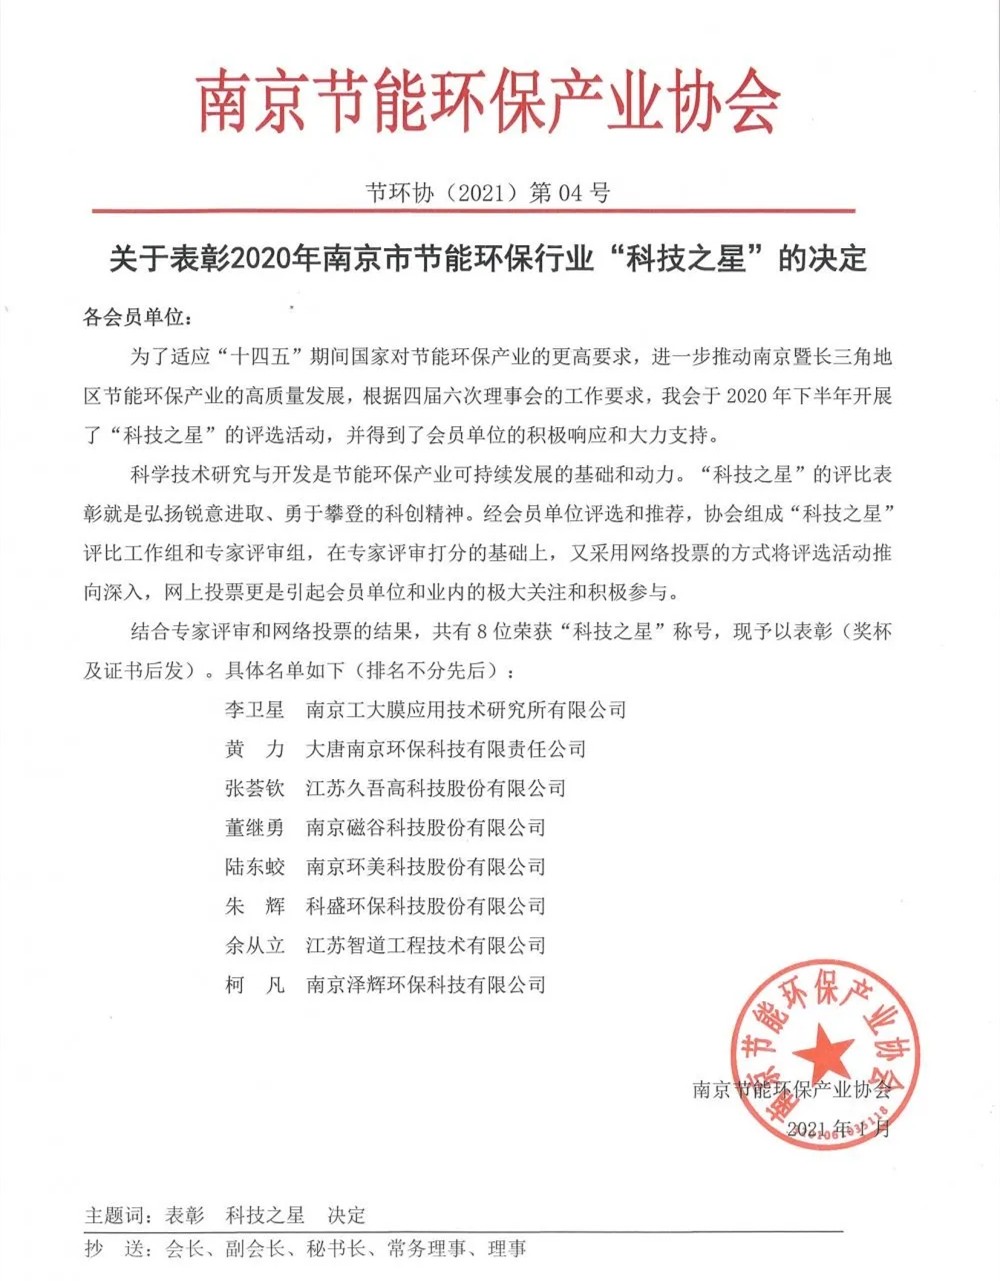 南京节能环保产业协会
节环协（2021）第 04 号
关于表彰2020年南京市节能环保行业“科技之星”的决定
各会员单位：
为了适应“十四五”期间国家对节能环保产业的更高要求，进一步推动南京暨长三角地
区节能环保产业的高质量发展，根据四届六次理事会的工作要求，我会于 2020 年下半年开展
了“科技之星”的评选活动，并得到了会员单位的积极响应和大力支持。
科学技术研究与开发是节能环保产业可持续发展的基础和动力。“科技之星”的评比表
彰就是弘扬锐意进取、勇于攀登的科创精神。经会员单位评选和推荐，协会组成“科技之星”
评比工作组和专家评审组，在专家评审打分的基础上，又采用网络投票的方式将评选活动推
向深入，网上投票更是引起会员单位和业内的极大关注和积极参与。
结合专家评审和网络投票的结果，共有 8 位荣获“科技之星”称号，现予以表彰（奖杯
及证书后发）。具体名单如下（排名不分先后）：
李卫星　南京工大膜应用技术研究所有限公司
黄　力　大唐南京环保科技有限责任公司
张荟钦　江苏久吾高科技股份有限公司
董继勇　南京磁谷科技股份有限公司
陆东蛟　南京环美科技股份有限公司
朱　辉　科盛环保科技股份有限公司
余从立　江苏智道工程技术有限公司
柯　凡　南京泽辉环保科技有限公司
南京节能环保产业协会
南京节能环保产业协会
2021 年 1 月
主题词：表彰　科技之星　决定
抄　送：会长、副会长、秘书长、常务理事、理事